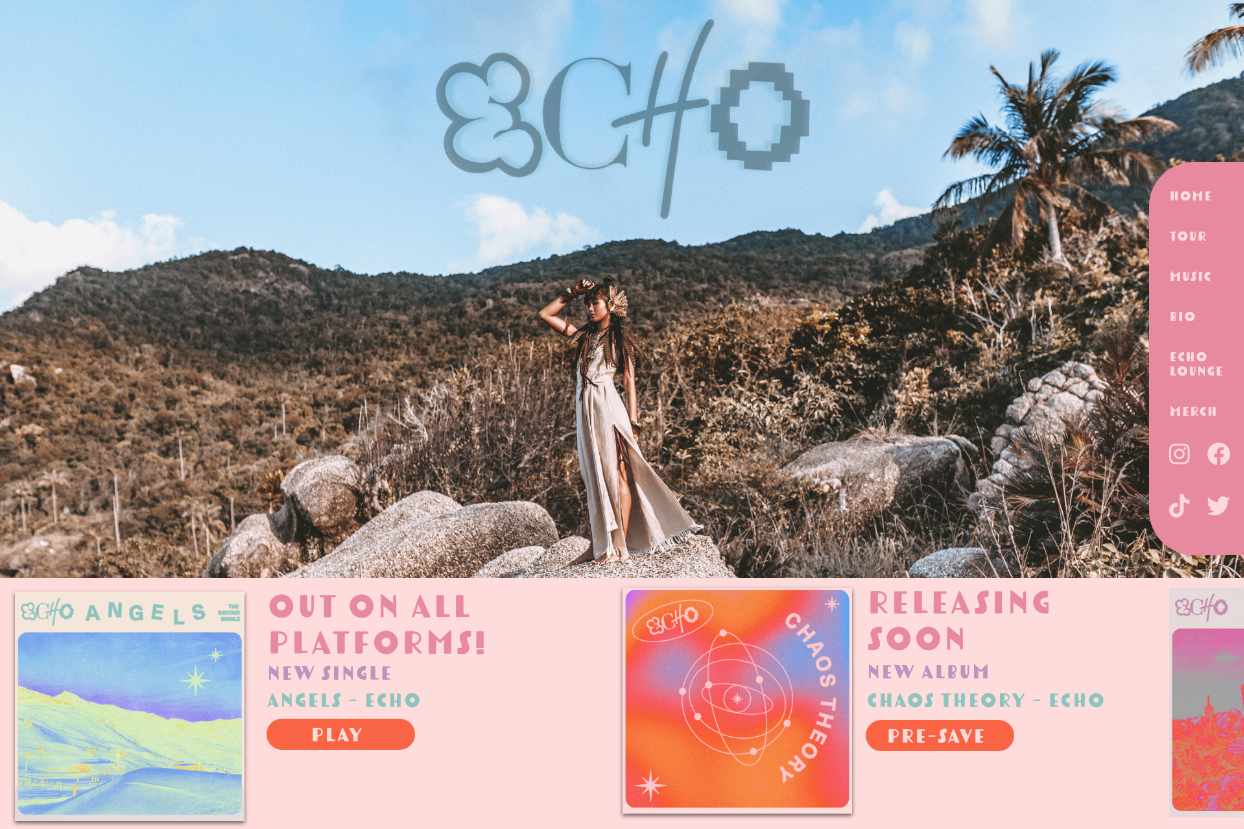 ECHO
HOME
TOUR
MUSIC
BIO
ECHO
LOUNGE
MERCH
ECHO ANGELS
THE
SECOND
SINGLE
OUT ON ALL
PLATFORMS!
NEW SINGLE
ANGELS - ECHO
PLAY
ECHO
CHAOS THEORY
RELEASING
SOON
NEW ALBUM
CHAOS THEORY - ECHO
PRE-SAVE
ECHO